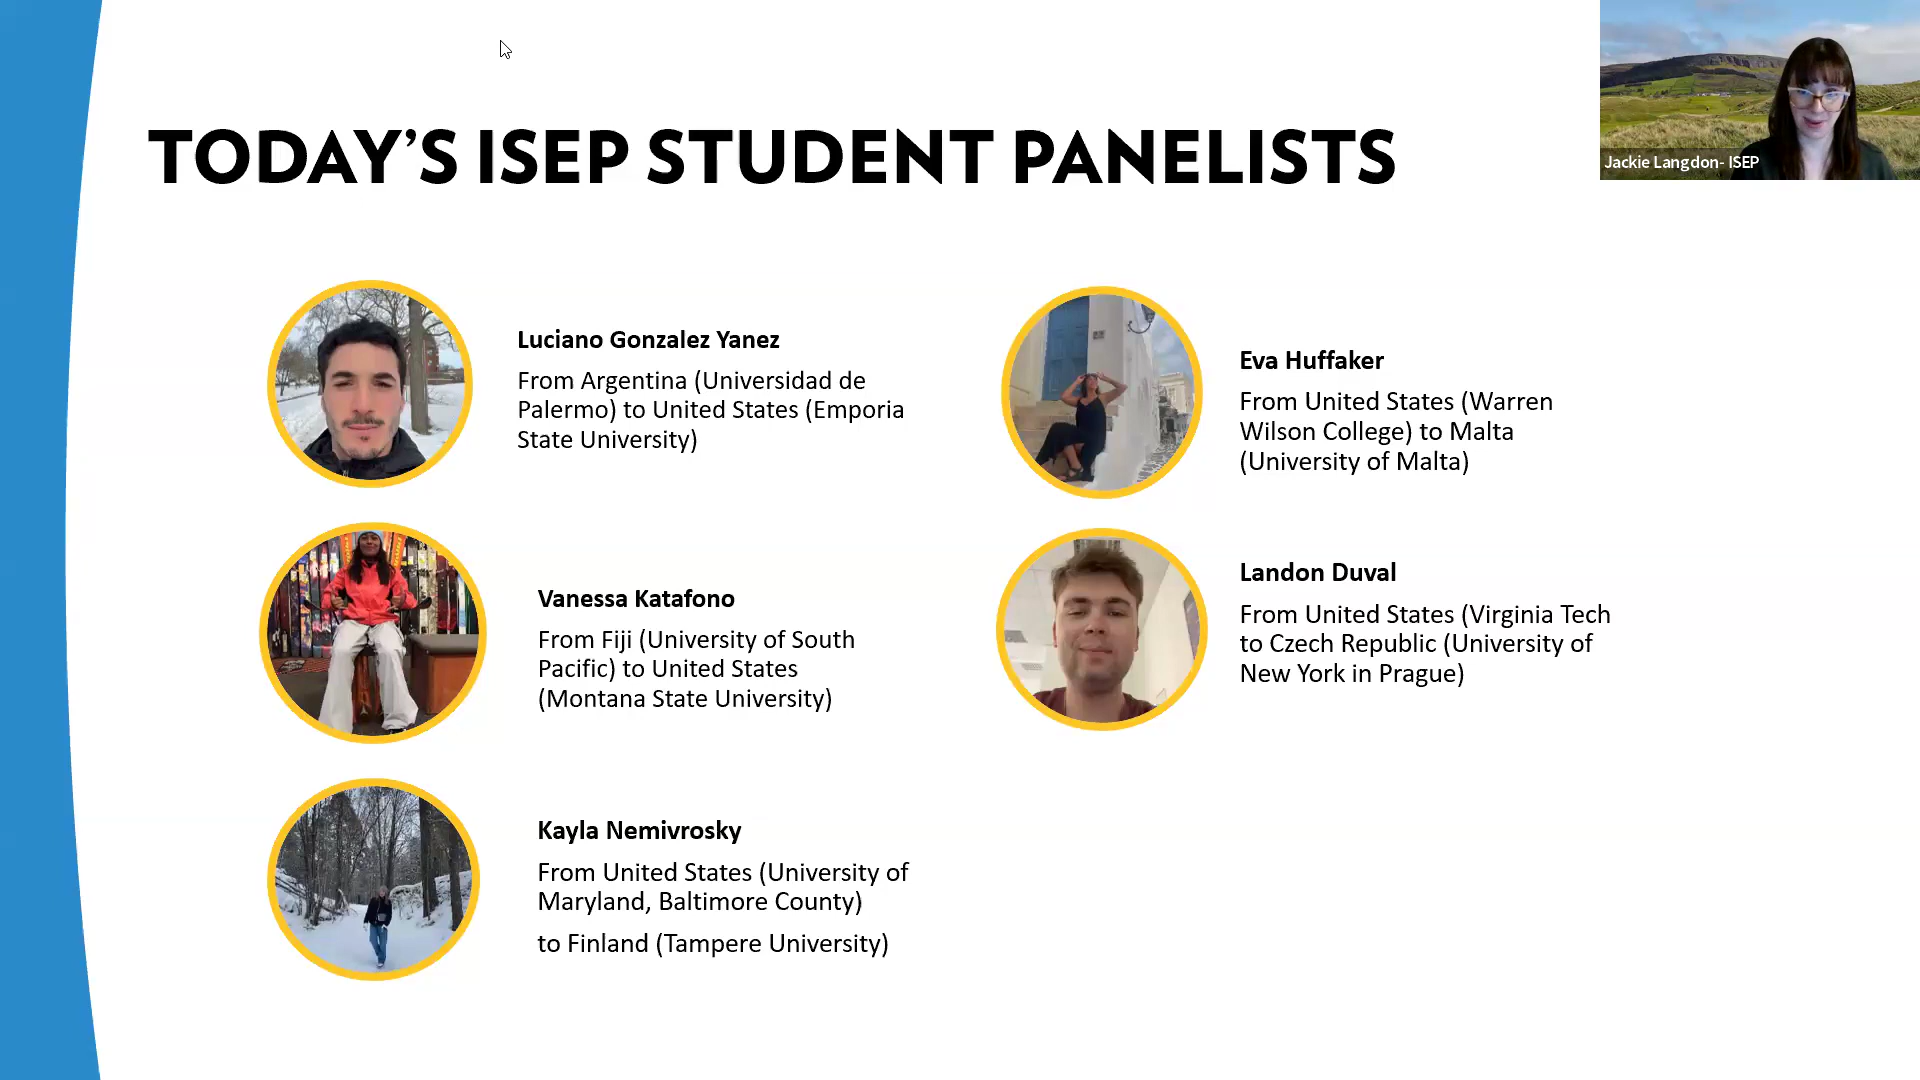 TODAY'S ISEP STUDENT PANELISTS
Jackie Langdon- ISEP
Luciano Gonzalez Yanez
From Argentina (Universidad de
Palermo) to United States (Emporia
State University)
Vanessa Katafono
From Fiji (University of South
Pacific) to United States
(Montana State University)
Kayla Nemivrosky
From United States (University of
Maryland, Baltimore County)
to Finland (Tampere University)
Eva Huffaker
From United States (Warren
Wilson College) to Malta
(University of Malta)
Landon Duval
From United States (Virginia Tech
to Czech Republic (University of
New York in Prague)